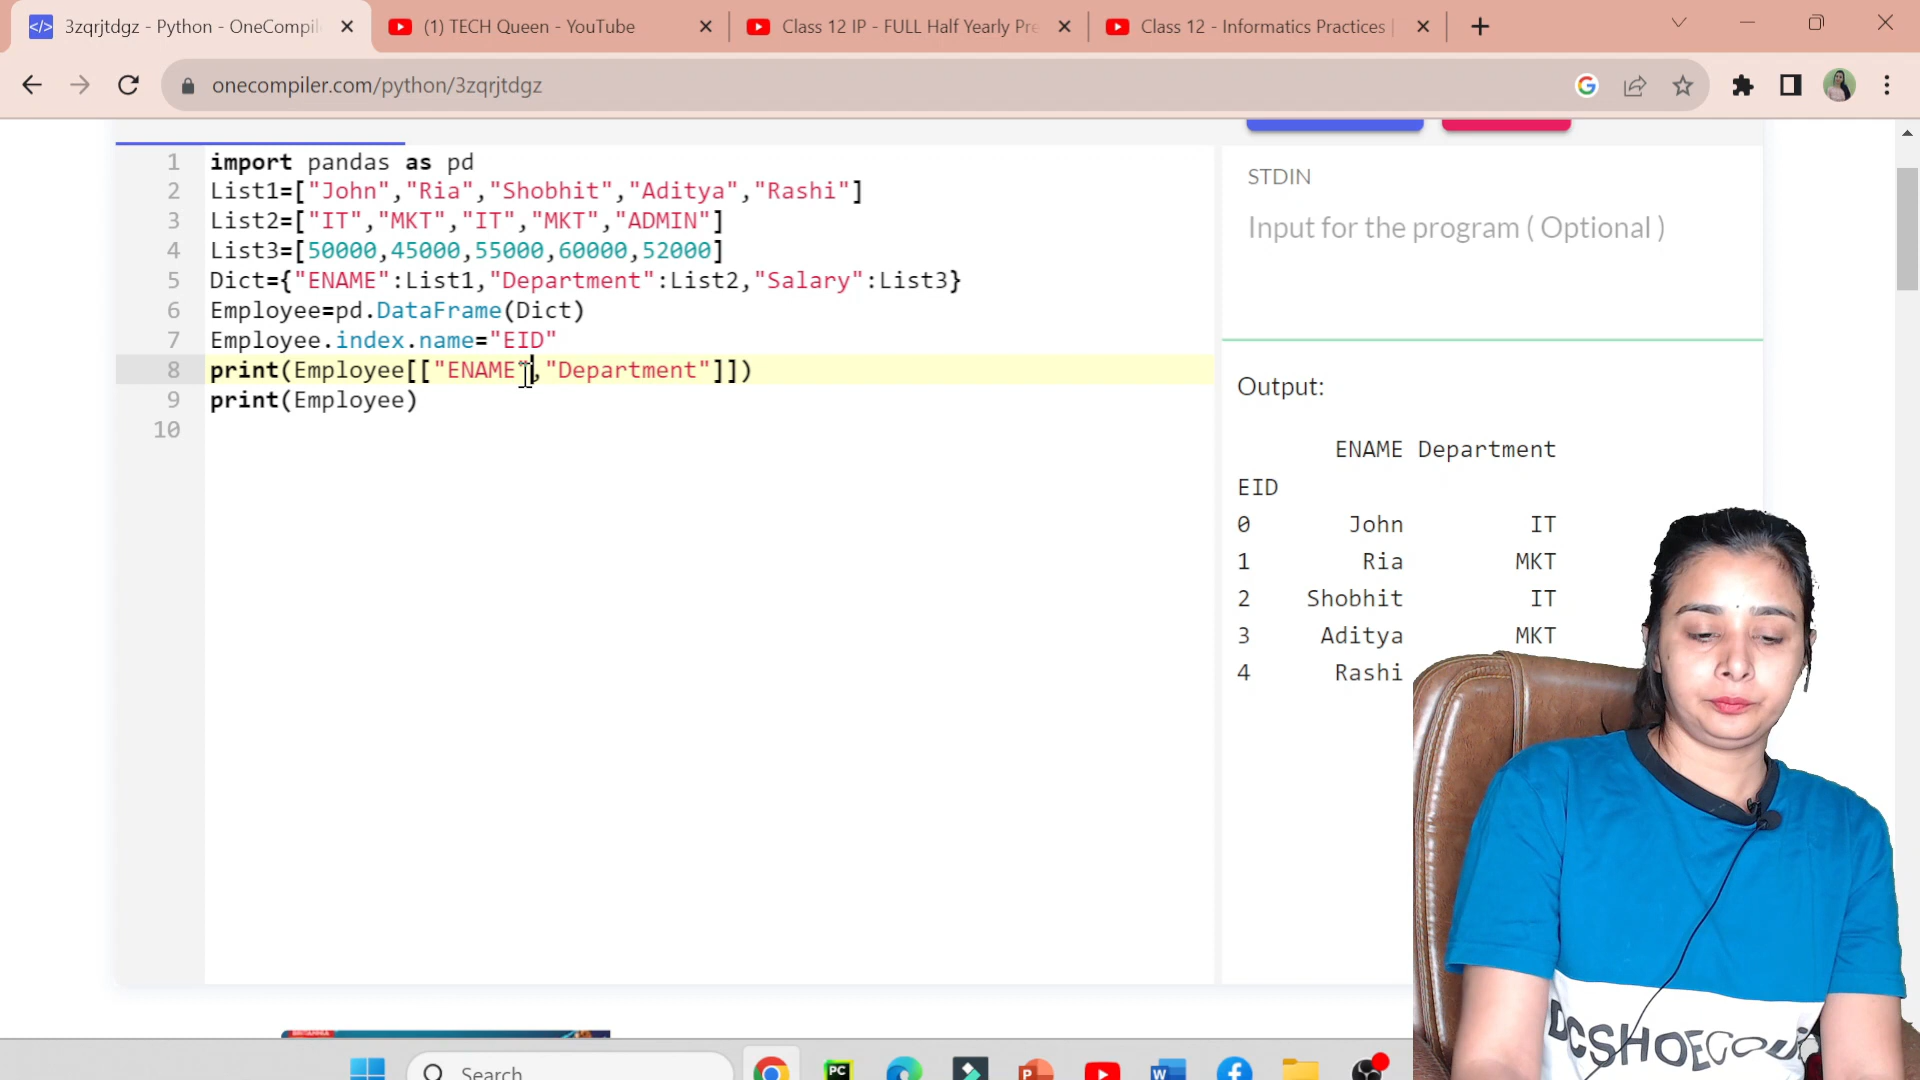 3zqrjtdgz - Python - OneCompil
(1) TECH Queen - YouTube
Class 12 IP - FULL Half Yearly Pre
Class 12 - Informatics Practices |
onecompiler.com/python/3zqrjtdgz
1 import pandas as pd
2 List1=["John","Ria","Shobhit","Aditya","Rashi"]
3 List2=["IT","MKT","IT","MKT","ADMIN"]
4 List3=[50000,45000,55000,60000,52000]
5 Dict={"ENAME":List1,"Department":List2,"Salary":List3}
6 Employee=pd.DataFrame(Dict)
7 Employee.index.name="EID"
8 print(Employee[["ENAME","Department"]])
9 print(Employee)
10
STDIN
Input for the program ( Optional )
Output:
ENAME Department
EID
0 John IT
1 Ria MKT
2 Shobhit IT
3 Aditya MKT
4 Rashi
DCSHOECOU
BRITANNIA
Search
PC
P
W